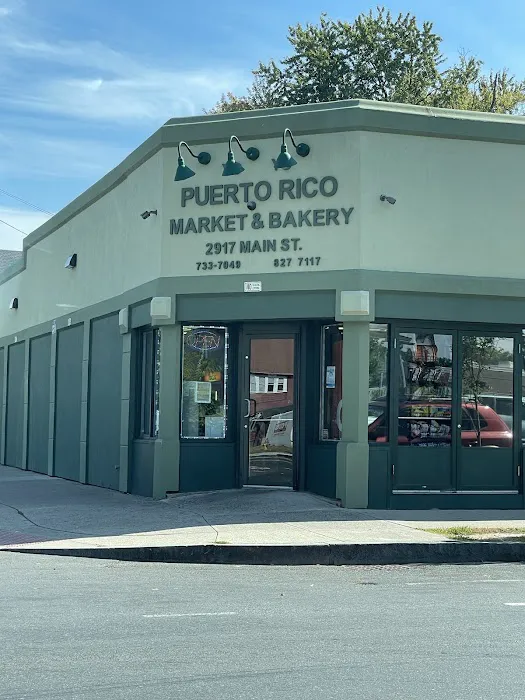 PUERTO RICO
MARKET & BAKERY
2917 MAIN ST.
733-7049 827 7117